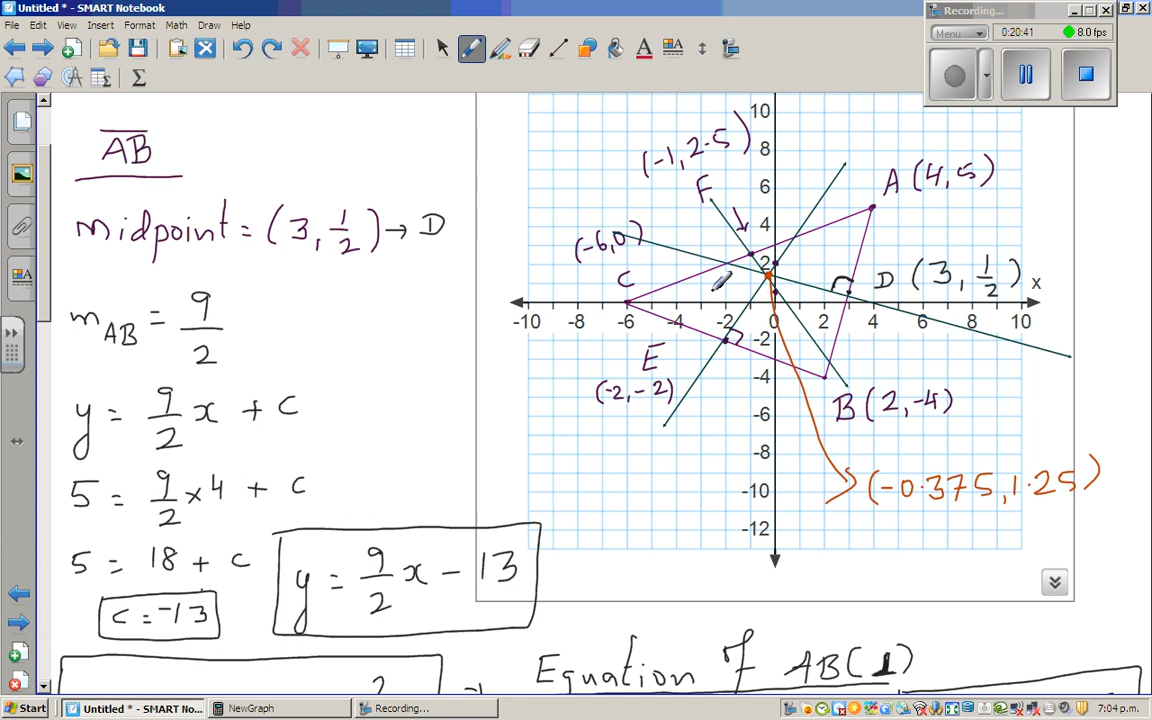 Untitled * - SMART Notebook
File Edit View Insert Format Math Draw Help
Recording...
Menu
0:20:41
8.0 fps
AB
Midpoint = (3, 1/2) → D
mAB = 9/2
y = 9/2 x + c
5 = 9/2 × 4 + c
5 = 18 + c
c = -13
y = 9/2 x - 13
(-1, 2.5)
F
A (4, 5)
(-6, 0)
C
D (3, 1/2)
x
E
(-2, -2)
B (2, -4)
(-0.375, 1.25)
10
8
6
4
2
-10 -8 -6 -4 -2 0 2 4 6 8 10
-2
-4
-6
-8
-10
-12
Equation of AB (1)
2
Start
Untitled * - SMART No...
NewGraph
Recording...
7:04 p.m.